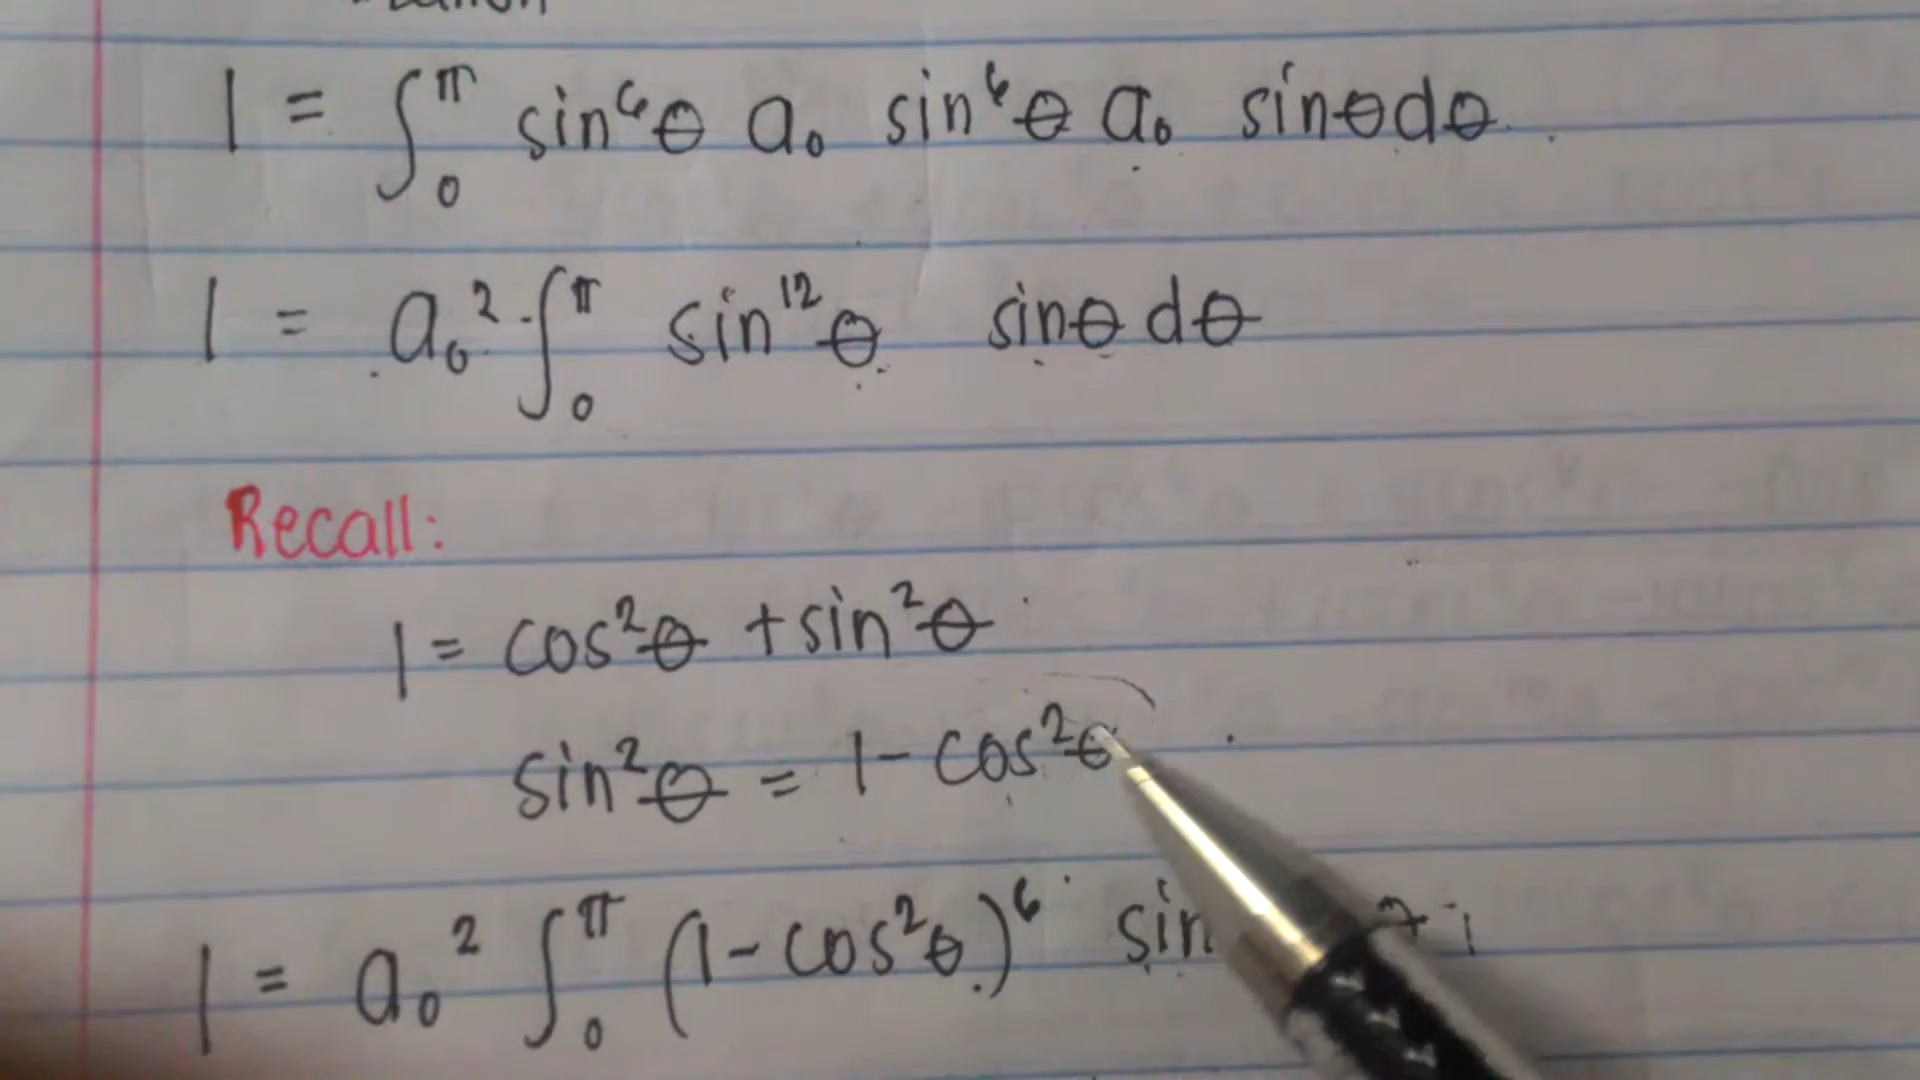 1 = ∫₀^π sin⁶θ a₀ sin⁶θ a₀ sinθdθ
1 = a₀² ∫₀^π sin¹²θ sinθ dθ
Recall:
1 = cos²θ + sin²θ
sin²θ = 1 - cos²θ
1 = a₀² ∫₀^π (1 - cos²θ)⁶ sin